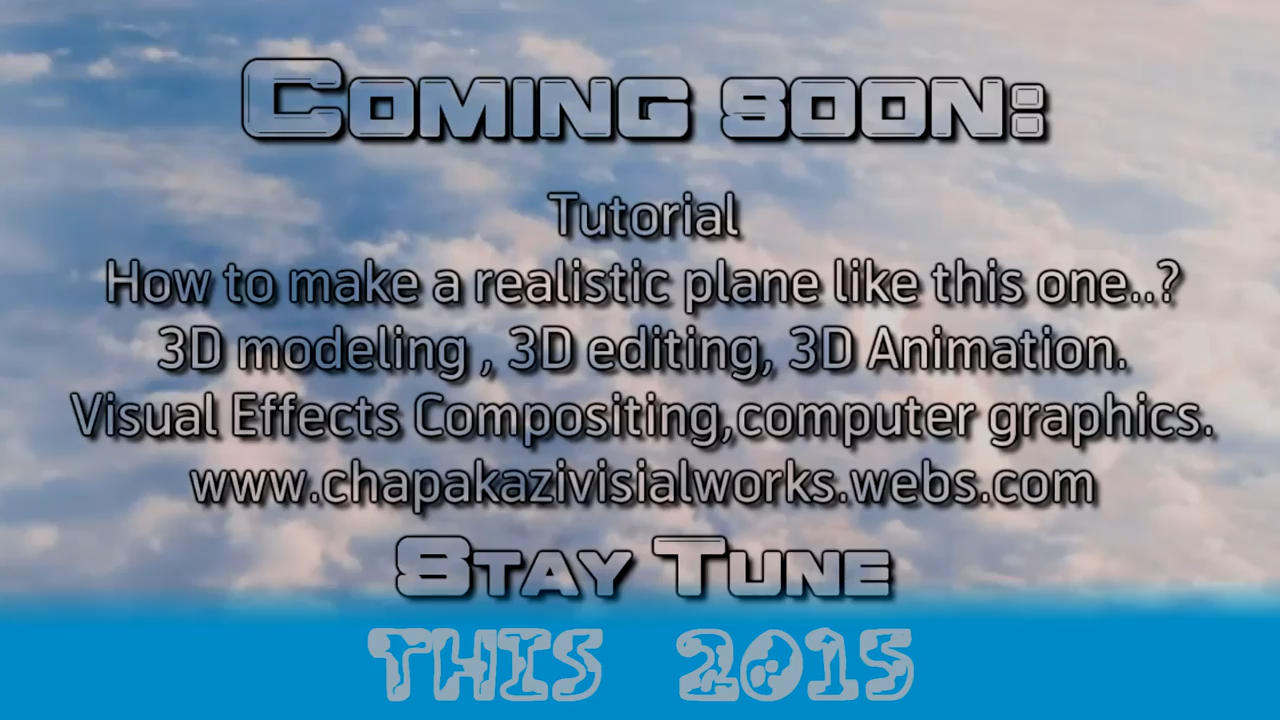 Coming soon:
Tutorial
How to make a realistic plane like this one..?
3D modeling , 3D editing, 3D Animation.
Visual Effects Compositing,computer graphics.
www.chapakazivisialworks.webs.com
Stay Tune
THIS 2015